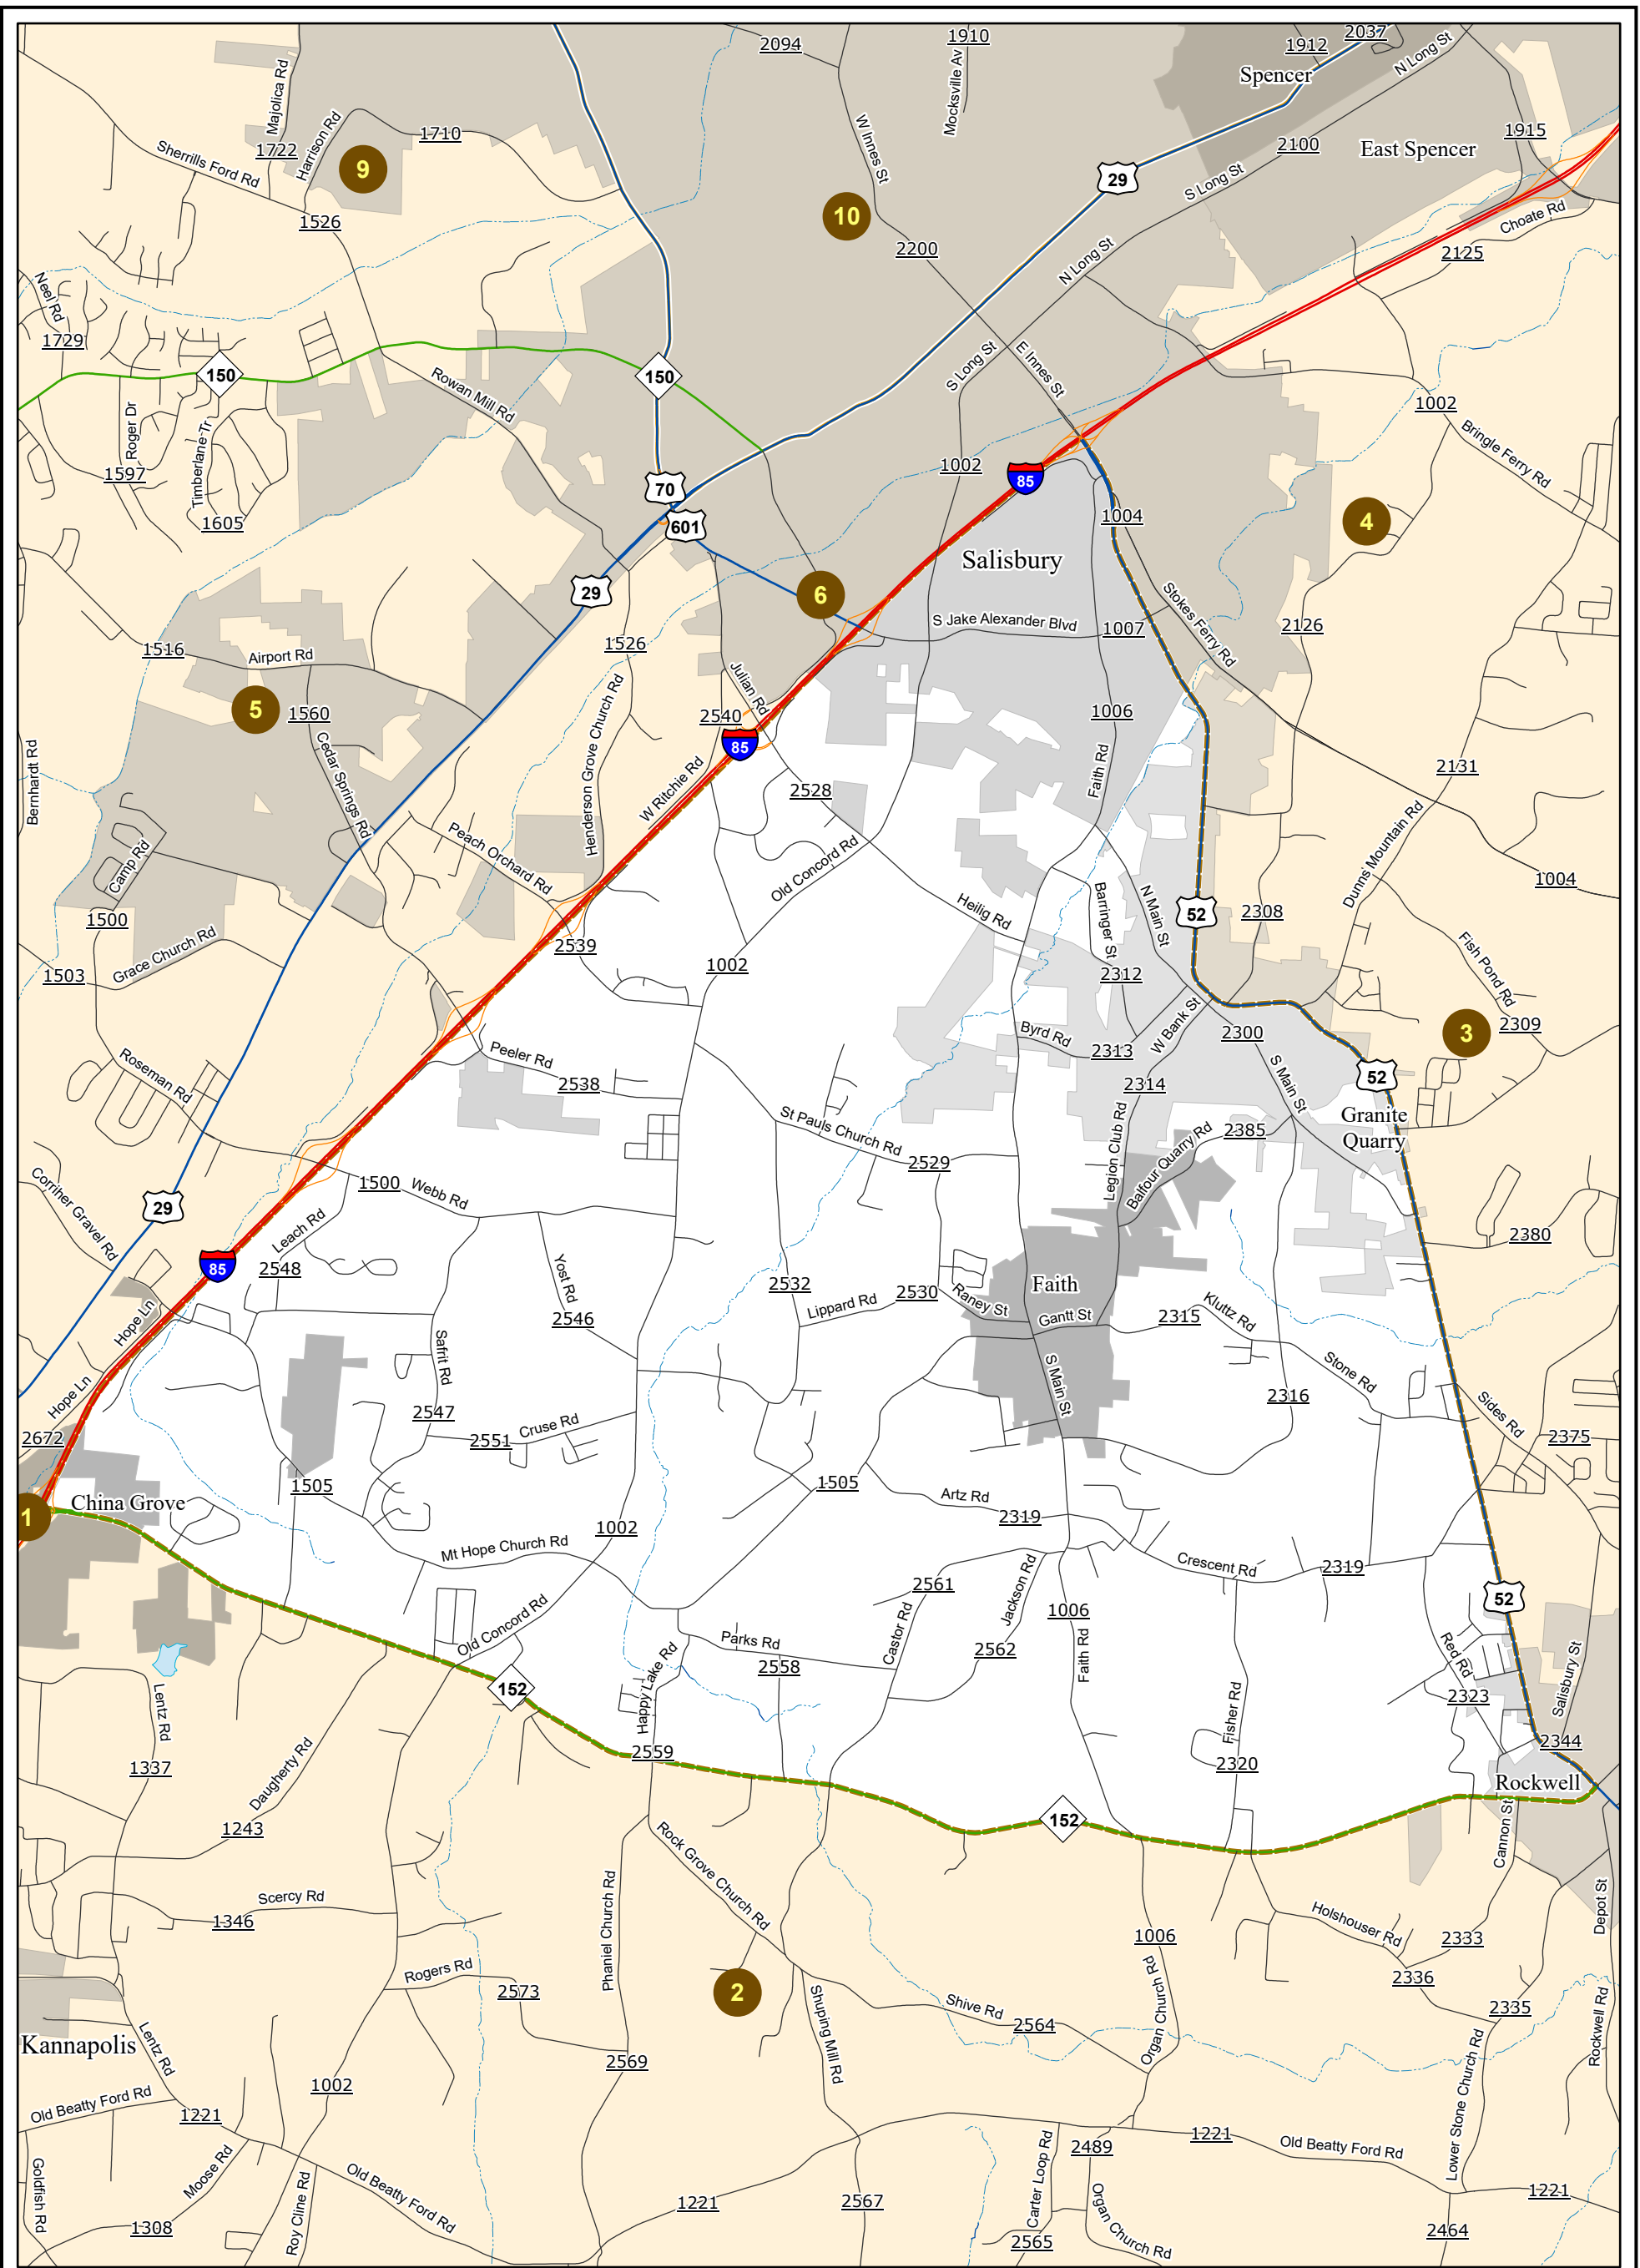 2094
1910
1912
2037
N Long St
Spencer
Majolica Rd
Mocksville Av
Harrison Rd
1710
W Innes St
1915
2100
East Spencer
1722
Sherrills Ford Rd
9
29
S Long St
10
1526
Choate Rd
2200
N Long St
2125
Neel Rd
1729
150
150
S Long St
E Innes St
Rowan Mill Rd
1002
Roger Dr
Timberlane Tr
Bringle Ferry Rd
1597
1002
85
70
1605
601
1004
4
Salisbury
29
6
Stokes Ferry Rd
S Jake Alexander Blvd
1007
2126
1526
1516
Airport Rd
Julian Rd
5
1560
2540
1006
85
Henderson Grove Church Rd
Bernhardt Rd
Cedar Springs Rd
W Ritchie Rd
2528
Faith Rd
2131
Peach Orchard Rd
Dunns Mountain Rd
Camp Rd
Old Concord Rd
1004
1500
Heilig Rd
Barringer St
N Main St
52
2308
Grace Church Rd
2539
1503
1002
2312
Fish Pond Rd
2309
Byrd Rd
2313
W Bank St
2300
3
Peeler Rd
2538
2314
S Main St
52
Roseman Rd
St Pauls Church Rd
Granite
Quarry
2529
Legion Club Rd
Balfour Quarry Rd
2385
Corriher Gravel Rd
29
1500
Webb Rd
Leach Rd
2380
85
2548
Yost Rd
2532
2530
Faith
Lippard Rd
Raney St
Gantt St
2315
Klutz Rd
2546
Hope Ln
Safrit Rd
S Main St
Stone Rd
Hope Ln
2316
2547
Cruse Rd
2551
Sides Rd
2375
2672
1505
1505
China Grove
1
Artz Rd
2319
1002
Mt Hope Church Rd
Crescent Rd
2319
2561
Jackson Rd
1006
52
Old Concord Rd
Castor Rd
Parks Rd
2558
2562
Faith Rd
Red Rd
Salisbury St
152
Happy Lake Rd
2323
Lentz Rd
Fisher Rd
2559
2344
1337
2320
Rockwell
Daugherty Rd
152
1243
Rock Grove Church Rd
Cannon St
Scercy Rd
1346
Phaniel Church Rd
Holshouser Rd
Depot St
1006
2333
Rogers Rd
2336
2573
2
Shuping Mill Rd
Shive Rd
2564
2335
Kannapolis
Lentz Rd
2569
Organ Church Rd
Rockwell Rd
1002
Lower Stone Church Rd
Old Beatty Ford Rd
1221
1221
Old Beatty Ford Rd
2489
Goldfish Rd
Moose Rd
Roy Cline Rd
Old Beatty Ford Rd
Carter Loop Rd
1221
1221
2567
Organ Church Rd
1308
2565
2464